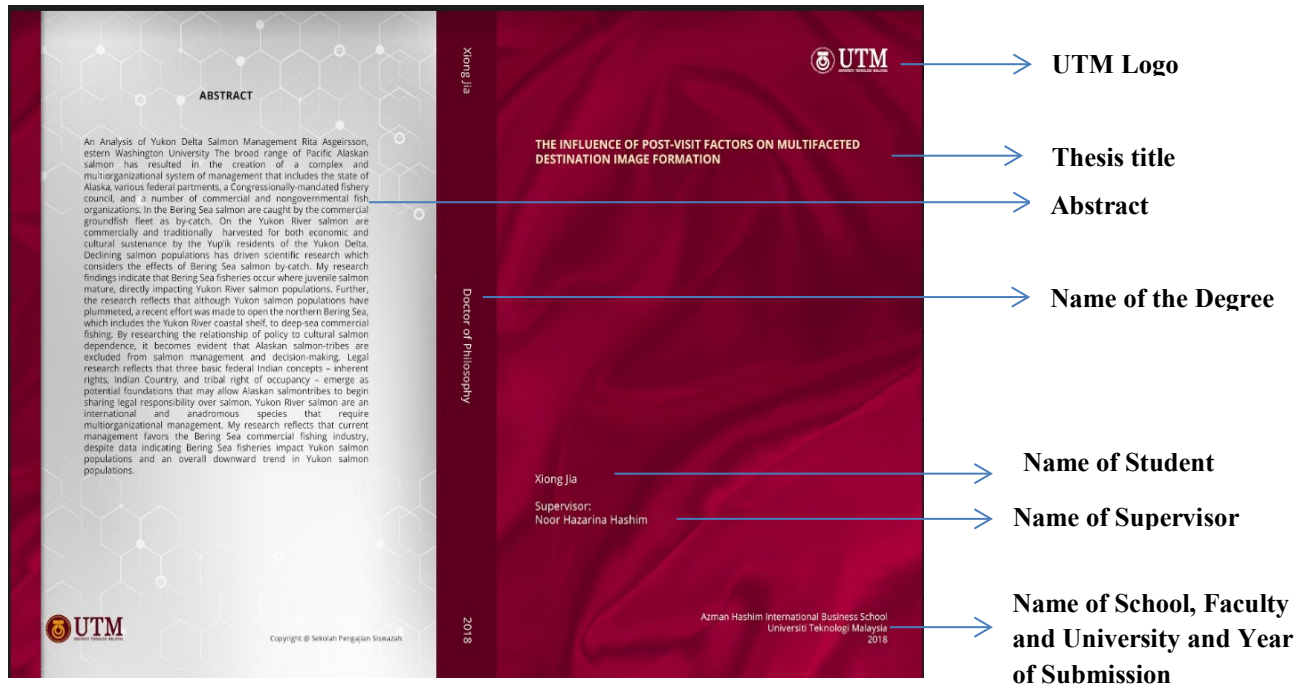 ABSTRACT
An Analysis of Yukon Delta Salmon Management Rita Asgeirsson,
estern Washington University The broad range of Pacific Alaskan
salmon has resulted in the creation of a complex and
multiorganizational system of management that includes the state of
Alaska, various federal partments, a Congressionally-mandated fishery
council, and a number of commercial and nongovernmental fish
organizations. In the Bering Sea salmon are caught by the commercial
groundfish fleet as by-catch. On the Yukon River salmon are
commercially and traditionally harvested for both economic and
cultural sustenance by the Yup'ik residents of the Yukon Delta.
Declining salmon populations has driven scientific research which
considers the effects of Bering Sea salmon by-catch. My research
findings indicate that Bering Sea fisheries occur where juvenile salmon
mature, directly impacting Yukon River salmon populations. Further,
the research reflects that although Yukon salmon populations have
plummeted, a recent effort was made to open the northern Bering Sea,
which includes the Yukon River coastal shelf, to deep-sea commercial
fishing. By researching the relationship of policy to cultural salmon
dependence, it becomes evident that Alaskan salmon-tribes are
excluded from salmon management and decision-making. Legal
research reflects that three basic federal Indian concepts – inherent
rights, Indian Country, and tribal right of occupancy – emerge as
potential foundations that may allow Alaskan salmontribes to begin
sharing legal responsibility over salmon. Yukon River salmon are an
international and anadromous species that require
multiorganizational management. My research reflects that current
management favors the Bering Sea commercial fishing industry,
despite data indicating Bering Sea fisheries impact Yukon salmon
populations and an overall downward trend in Yukon salmon
populations.
UTM
UNIVERSITI TEKNOLOGI MALAYSIA
Copyright @ Sekolah Pengajian Siswazah
Xiong Jia
Doctor of Philosophy
2018
UTM
UNIVERSITI TEKNOLOGI MALAYSIA
THE INFLUENCE OF POST-VISIT FACTORS ON MULTIFACETED
DESTINATION IMAGE FORMATION
Xiong Jia
Supervisor:
Noor Hazarina Hashim
Azman Hashim International Business School
Universiti Teknologi Malaysia
2018
UTM Logo
Thesis title
Abstract
Name of the Degree
Name of Student
Name of Supervisor
Name of School, Faculty
and University and Year
of Submission